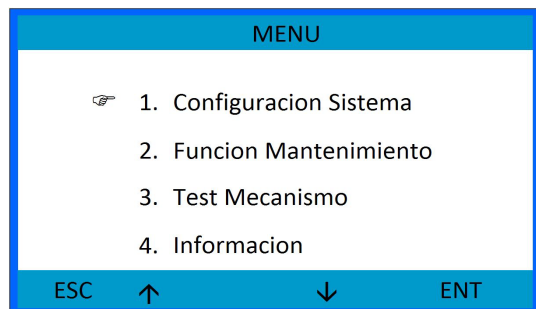 MENU
☞ 1. Configuracion Sistema
2. Funcion Mantenimiento
3. Test Mecanismo
4. Informacion
ESC ↑ ↓ ENT